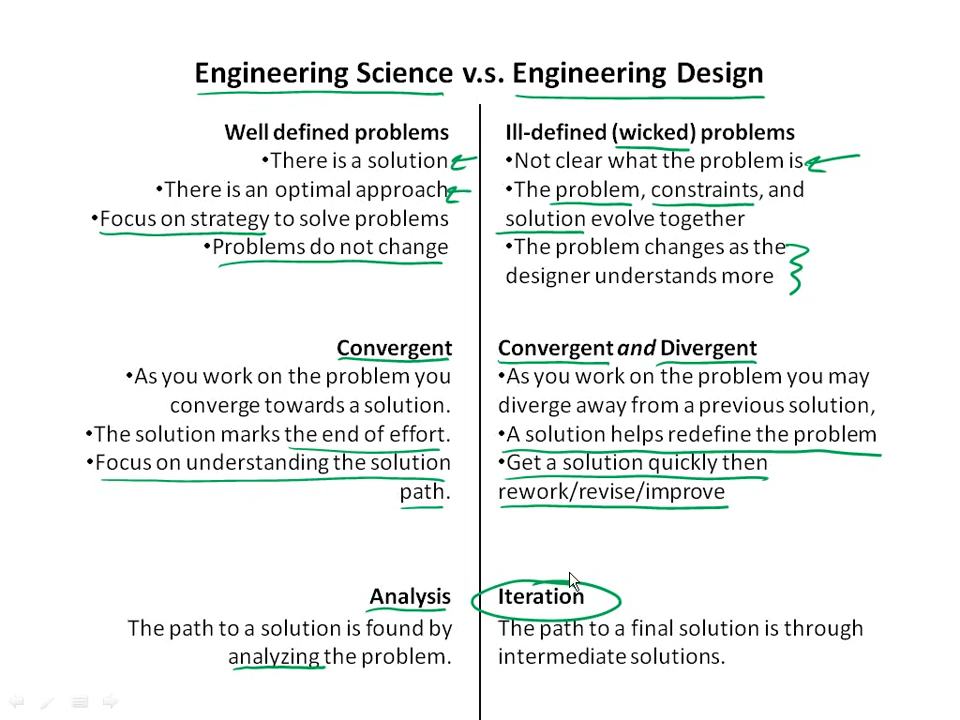 Engineering Science v.s. Engineering Design
Well defined problems
•There is a solution
•There is an optimal approach
•Focus on strategy to solve problems
•Problems do not change
Ill-defined (wicked) problems
•Not clear what the problem is
•The problem, constraints, and
solution evolve together
•The problem changes as the
designer understands more
Convergent
•As you work on the problem you
converge towards a solution.
•The solution marks the end of effort.
•Focus on understanding the solution
path.
Convergent and Divergent
•As you work on the problem you may
diverge away from a previous solution,
•A solution helps redefine the problem
•Get a solution quickly then
rework/revise/improve
Analysis
The path to a solution is found by
analyzing the problem.
Iteration
The path to a final solution is through
intermediate solutions.